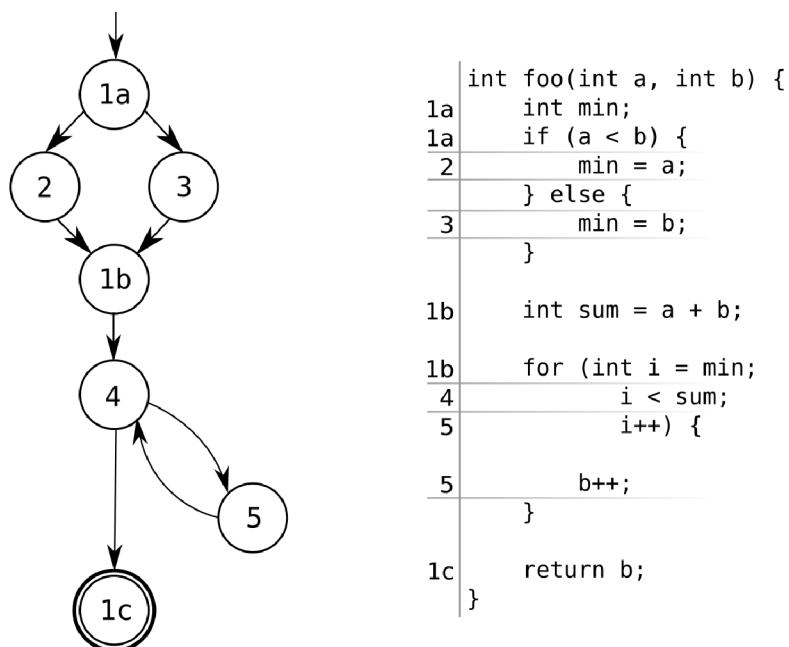 1a
2
3
1b
4
5
1c
int foo(int a, int b) {
1a int min;
1a if (a < b) {
2 min = a;
} else {
3 min = b;
}
1b int sum = a + b;
1b for (int i = min;
4 i < sum;
5 i++) {
5 b++;
}
1c return b;
}